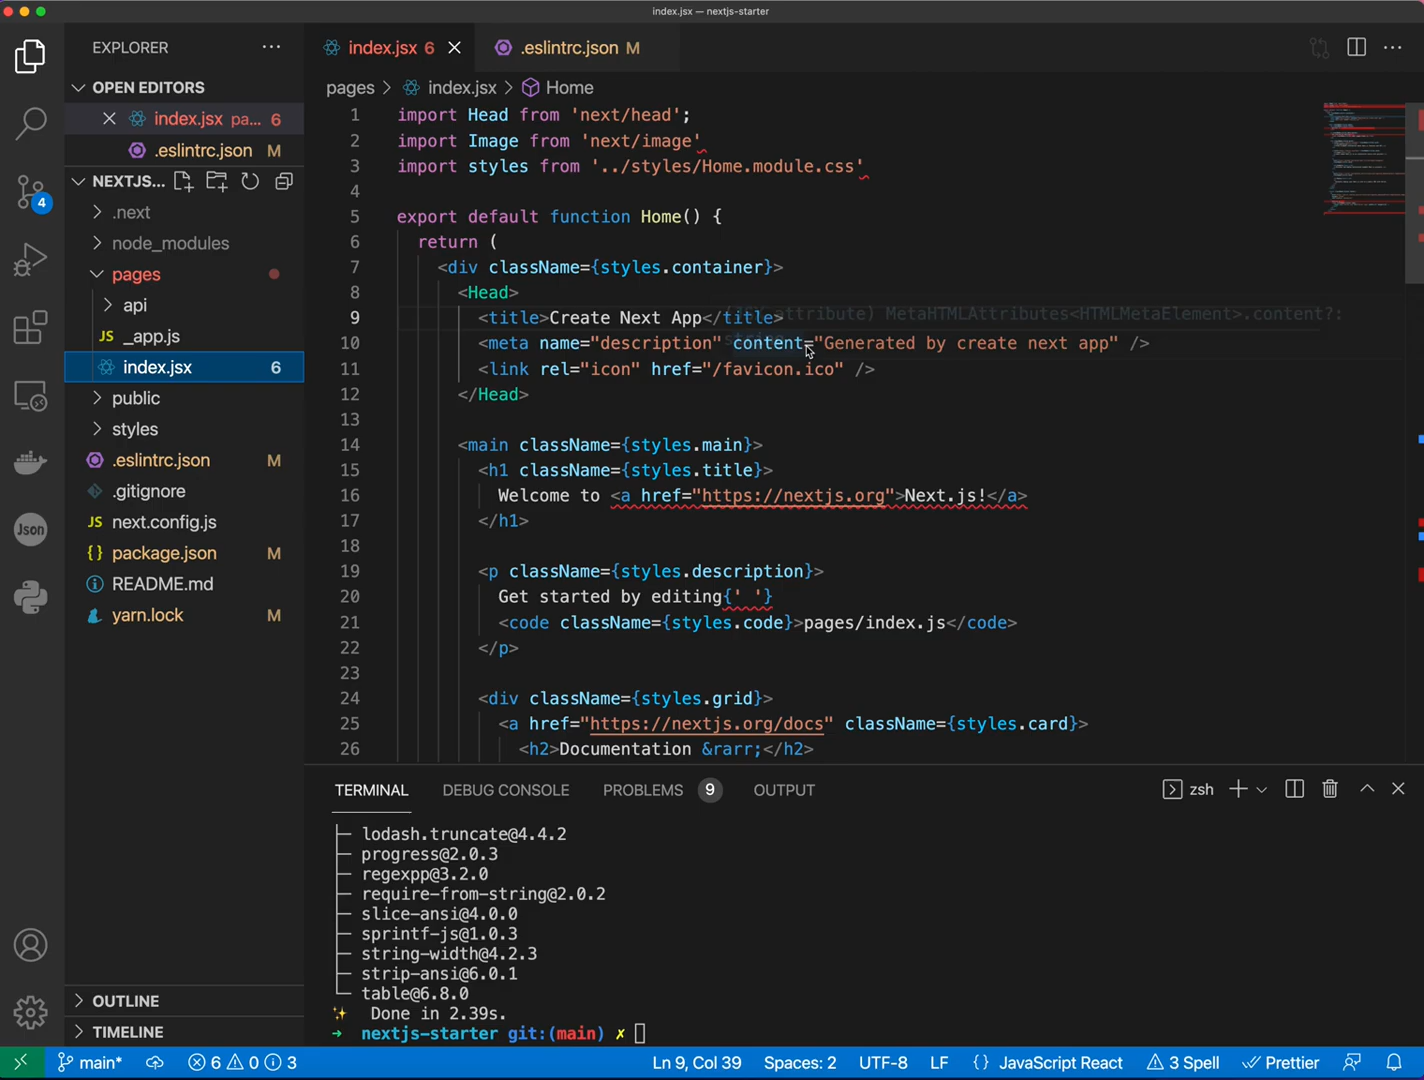 index.jsx — nextjs-starter
EXPLORER
OPEN EDITORS
index.jsx pa... 6
.eslintrc.json M
NEXTJS...
.next
node_modules
pages
api
JS _app.js
index.jsx 6
public
styles
.eslintrc.json M
.gitignore
JS next.config.js
{} package.json M
README.md
yarn.lock M
OUTLINE
TIMELINE
4
Json
index.jsx 6
.eslintrc.json M
pages > index.jsx > Home
1 import Head from 'next/head';
2 import Image from 'next/image'
3 import styles from '../styles/Home.module.css'
4
5 export default function Home() {
6 return (
7 <div className={styles.container}>
8 <Head>
9 <title>Create Next App</title>
attribute) MetaHTMLAttributes<HTMLMetaElement>.content?:
10 <meta name="description" content="Generated by create next app" />
11 <link rel="icon" href="/favicon.ico" />
12 </Head>
13
14 <main className={styles.main}>
15 <h1 className={styles.title}>
16 Welcome to <a href="https://nextjs.org">Next.js!</a>
17 </h1>
18
19 <p className={styles.description}>
20 Get started by editing{' '}
21 <code className={styles.code}>pages/index.js</code>
22 </p>
23
24 <div className={styles.grid}>
25 <a href="https://nextjs.org/docs" className={styles.card}>
26 <h2>Documentation &rarr;</h2>
TERMINAL DEBUG CONSOLE PROBLEMS 9 OUTPUT
zsh
├─ lodash.truncate@4.4.2
├─ progress@2.0.3
├─ regexpp@3.2.0
├─ require-from-string@2.0.2
├─ slice-ansi@4.0.0
├─ sprintf-js@1.0.3
├─ string-width@4.2.3
├─ strip-ansi@6.0.1
└─ table@6.8.0
✨ Done in 2.39s.
→ nextjs-starter git:(main) ✗
main* 6 0 3 Ln 9, Col 39 Spaces: 2 UTF-8 LF {} JavaScript React 3 Spell Prettier